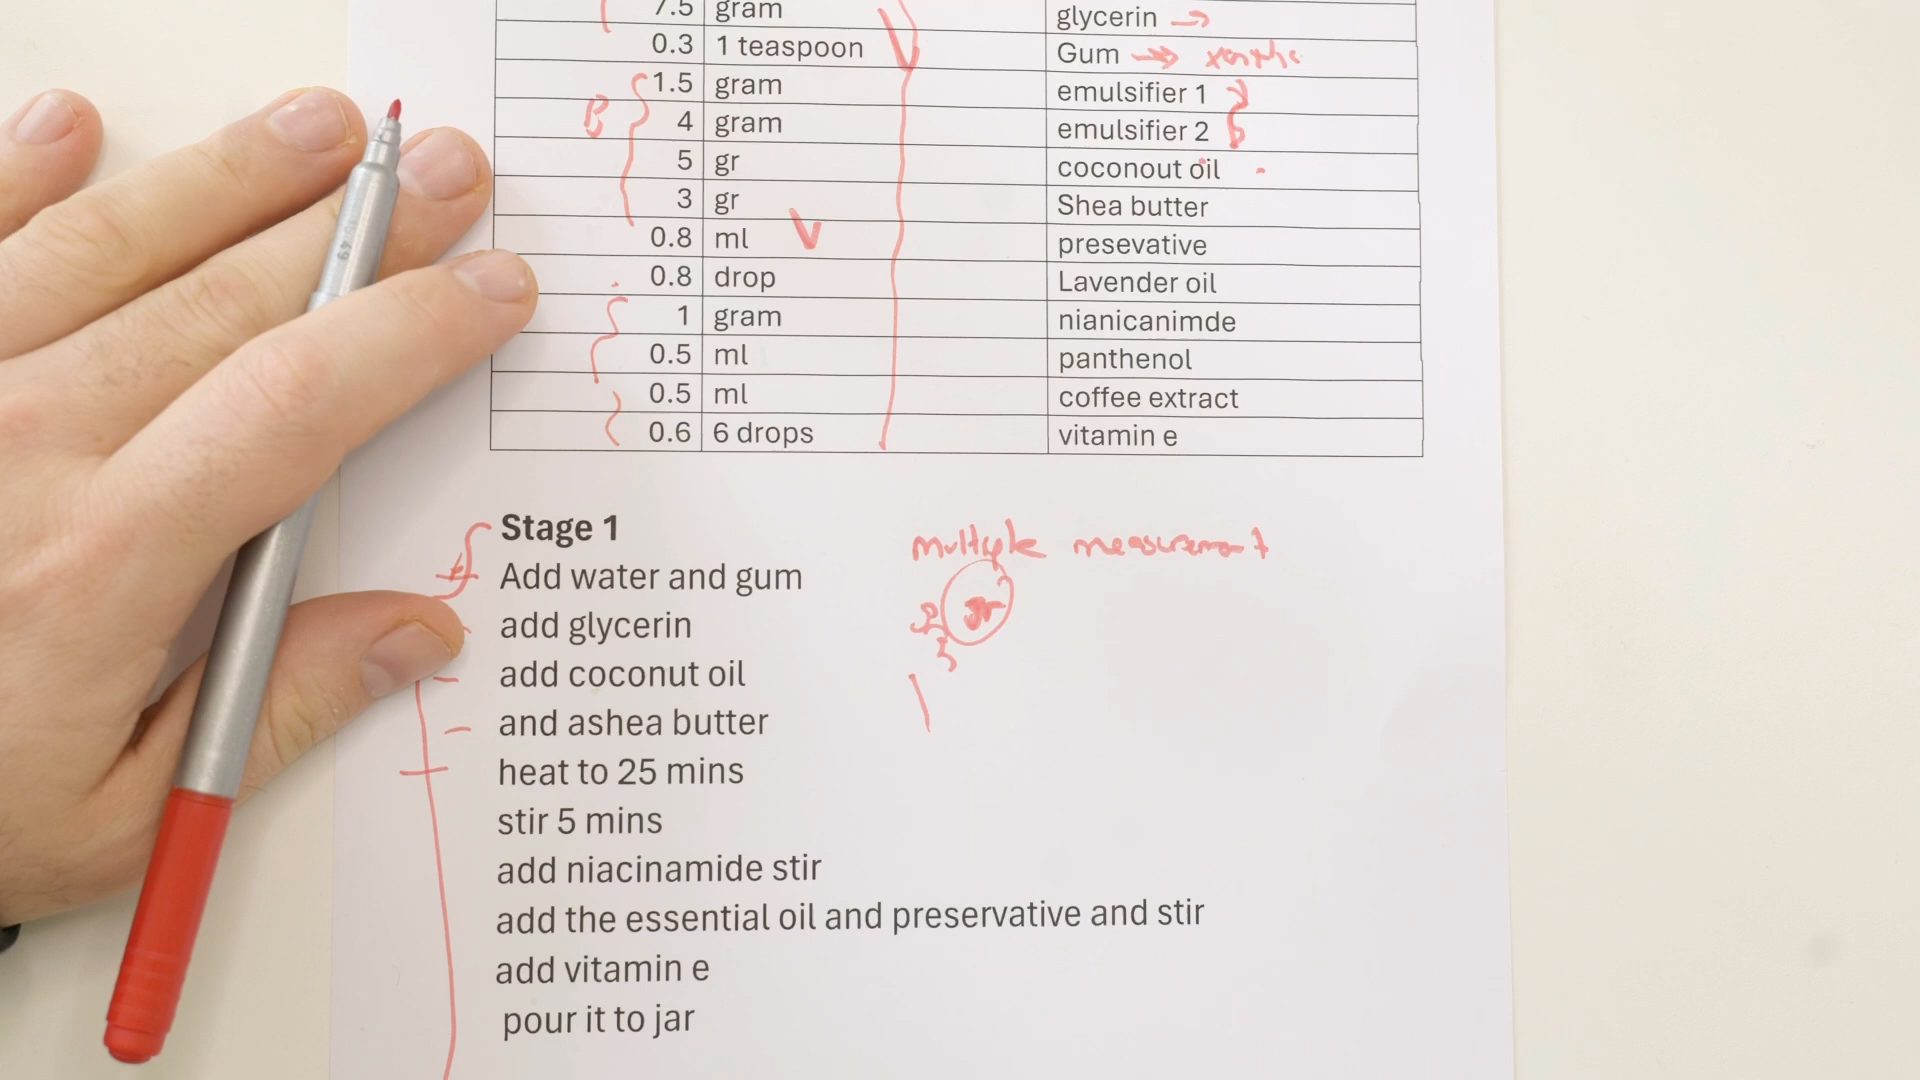 7.5 gram glycerin →
0.3 1 teaspoon Gum →
B 1.5 gram emulsifier 1
4 gram emulsifier 2
5 gr coconout oil
3 gr Shea butter
0.8 ml presevative
0.8 drop Lavender oil
1 gram nianicanimde
0.5 ml panthenol
0.5 ml coffee extract
0.6 6 drops vitamin e
Stage 1
multiple measurement
Add water and gum
add glycerin
gr
add coconut oil
and ashea butter
heat to 25 mins
stir 5 mins
add niacinamide stir
add the essential oil and preservative and stir
add vitamin e
pour it to jar